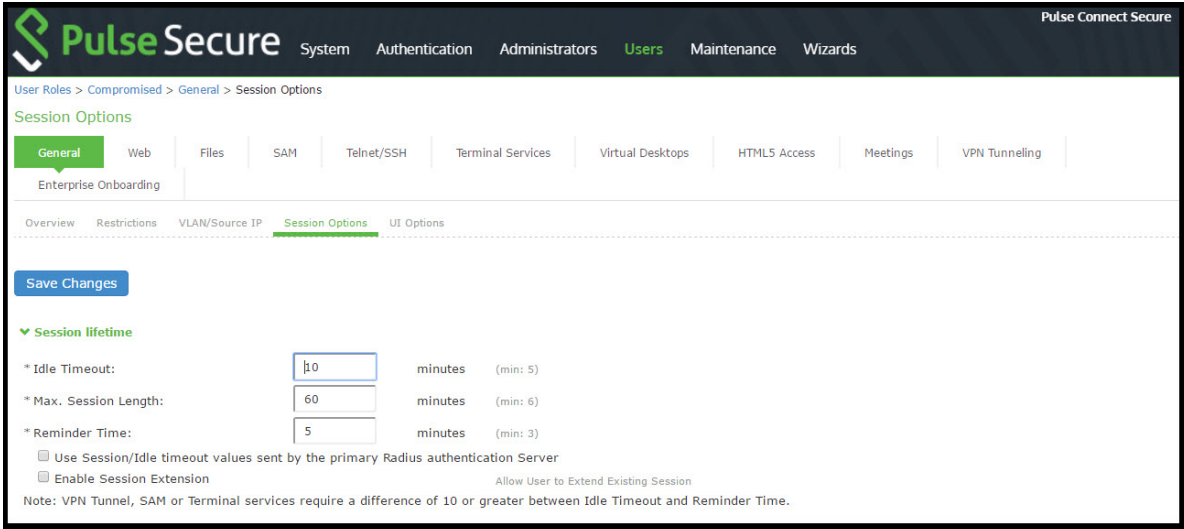 Pulse Connect Secure
Pulse Secure System Authentication Administrators Users Maintenance Wizards
User Roles > Compromised > General > Session Options
Session Options
General Web Files SAM Telnet/SSH Terminal Services Virtual Desktops HTML5 Access Meetings VPN Tunneling
Enterprise Onboarding
Overview Restrictions VLAN/Source IP Session Options UI Options
Save Changes
Session lifetime
* Idle Timeout: 10 minutes (min: 5)
* Max. Session Length: 60 minutes (min: 6)
* Reminder Time: 5 minutes (min: 3)
Use Session/Idle timeout values sent by the primary Radius authentication Server
Enable Session Extension Allow User to Extend Existing Session
Note: VPN Tunnel, SAM or Terminal services require a difference of 10 or greater between Idle Timeout and Reminder Time.